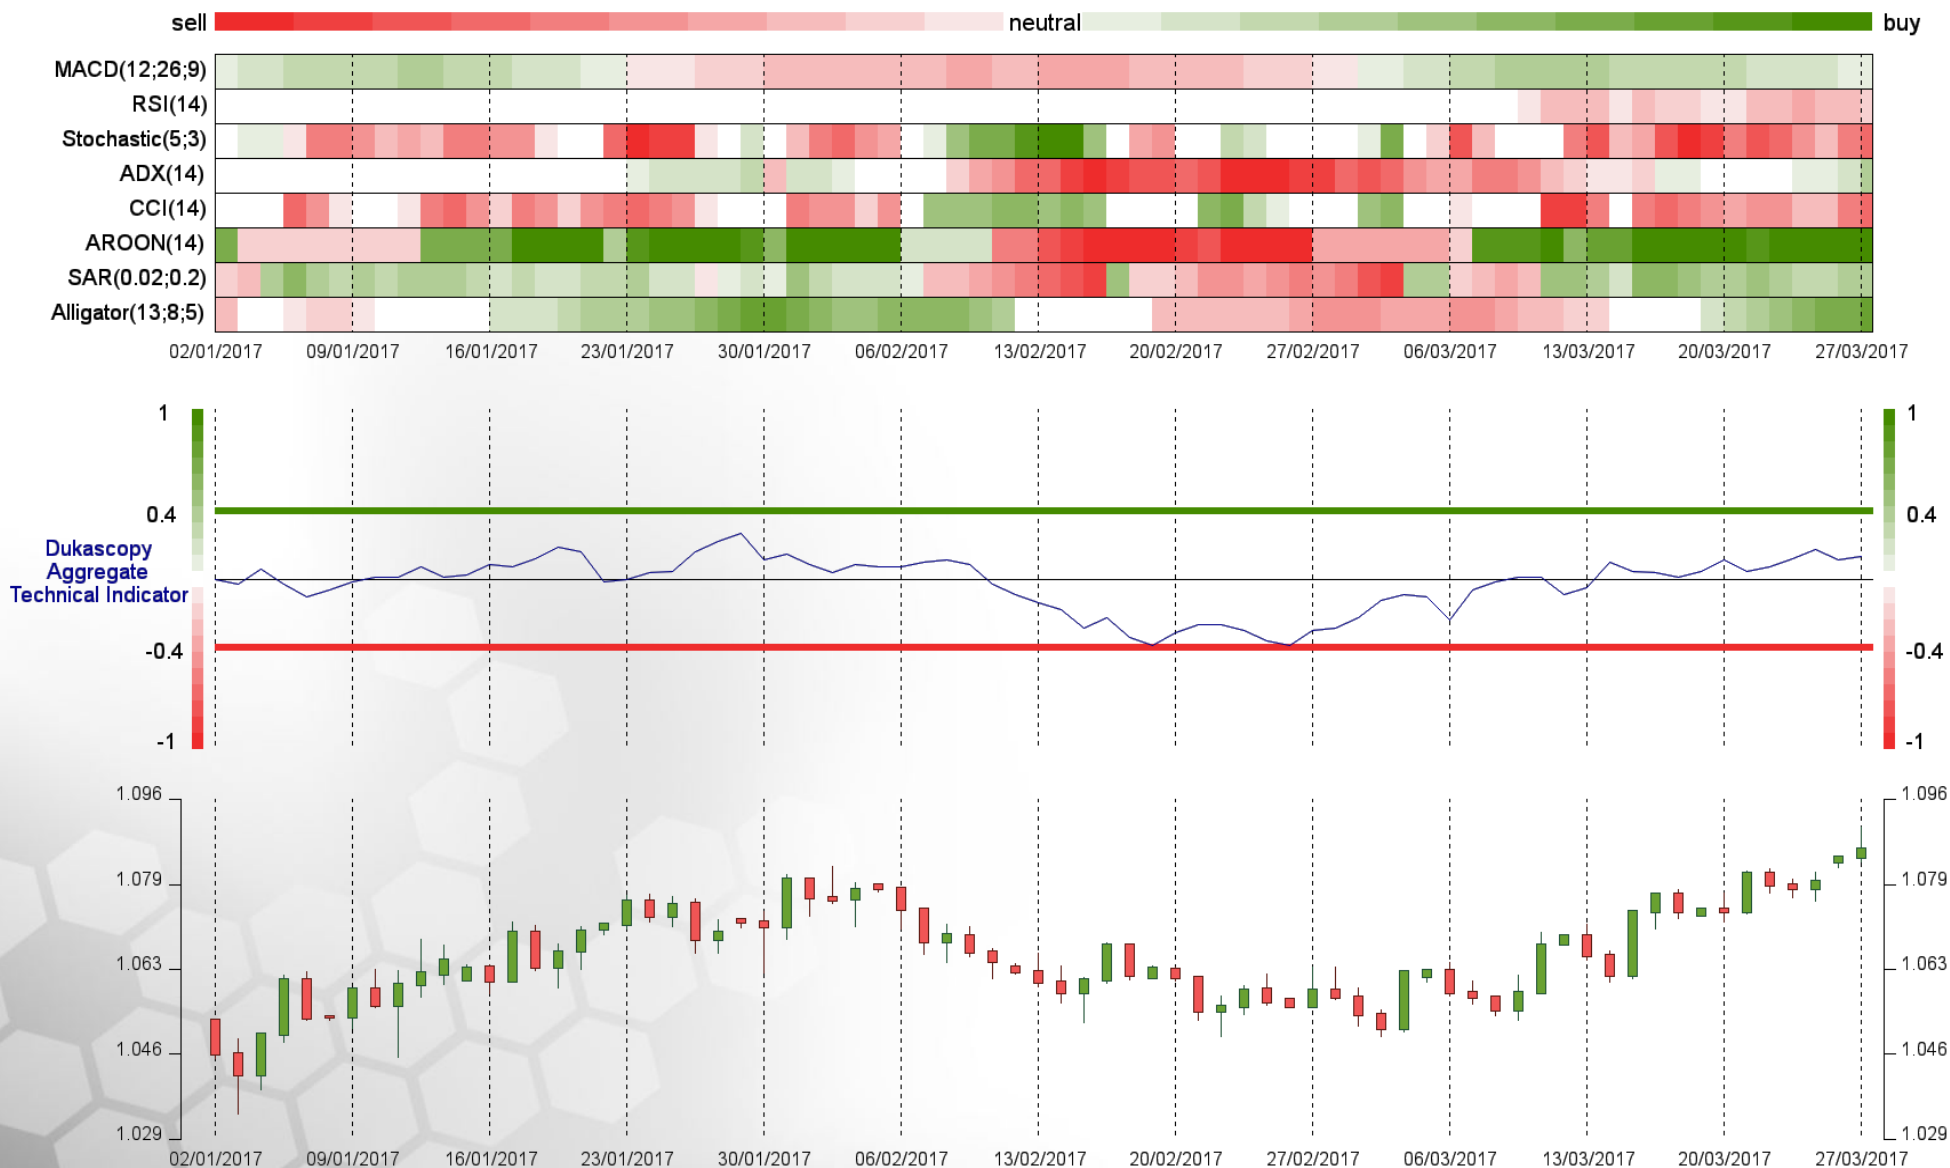 sell neutral buy
MACD(12;26;9)
RSI(14)
Stochastic(5;3)
ADX(14)
CCI(14)
AROON(14)
SAR(0.02;0.2)
Alligator(13;8;5)
02/01/2017 09/01/2017 16/01/2017 23/01/2017 30/01/2017 06/02/2017 13/02/2017 20/02/2017 27/02/2017 06/03/2017 13/03/2017 20/03/2017 27/03/2017
1 1
0.4 0.4
Dukascopy
Aggregate
Technical Indicator
-0.4 -0.4
-1 -1
1.096 1.096
1.079 1.079
1.063 1.063
1.046 1.046
1.029 1.029
02/01/2017 09/01/2017 16/01/2017 23/01/2017 30/01/2017 06/02/2017 13/02/2017 20/02/2017 27/02/2017 06/03/2017 13/03/2017 20/03/2017 27/03/2017